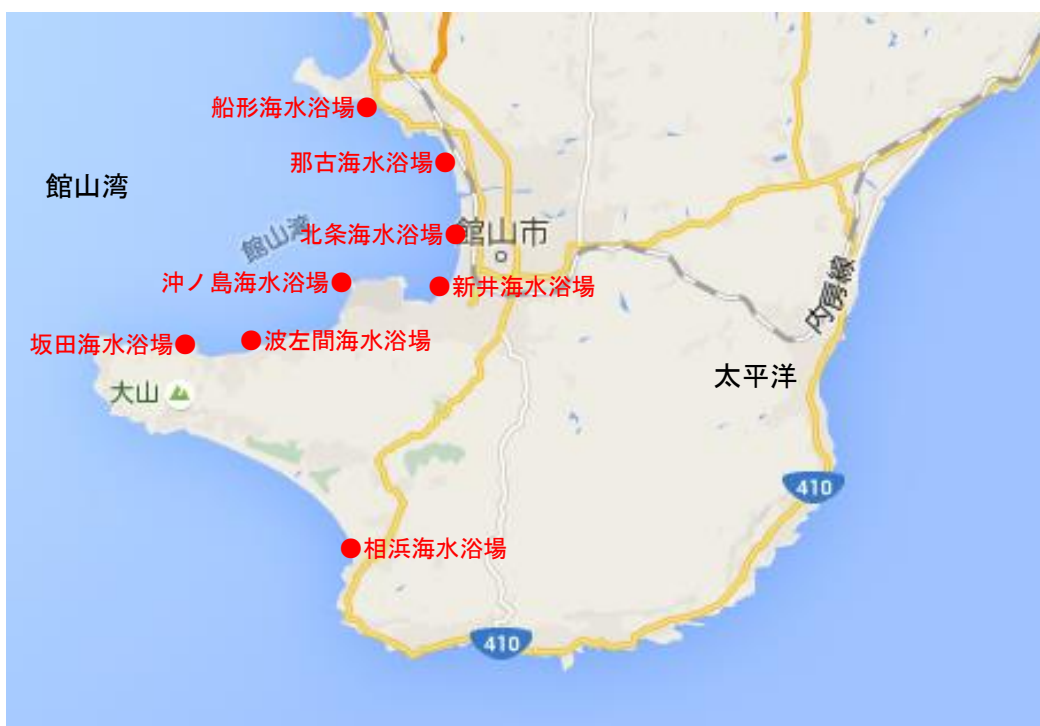 船形海水浴場
那古海水浴場
館山湾
館山湾
北条海水浴場
館山市
沖ノ島海水浴場
新井海水浴場
内房線
坂田海水浴場
波左間海水浴場
太平洋
大山
410
相浜海水浴場
410